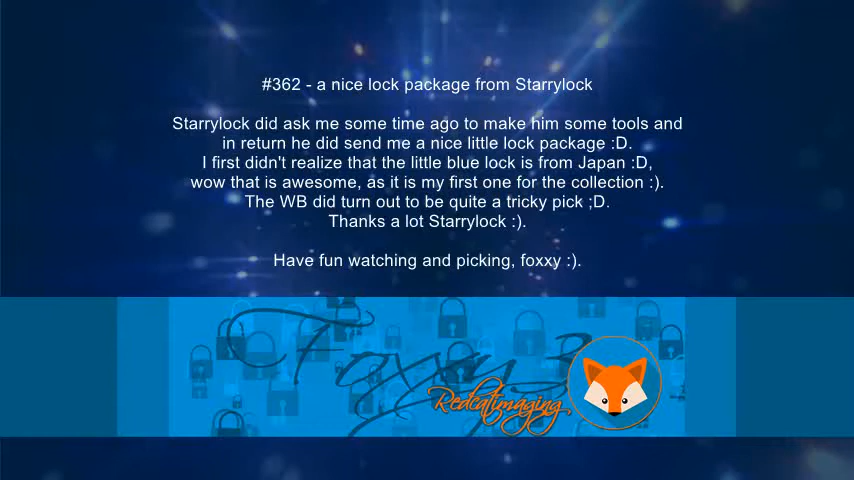 #362 - a nice lock package from Starrylock
Starrylock did ask me some time ago to make him some tools and
in return he did send me a nice little lock package :D.
I first didn't realize that the little blue lock is from Japan :D,
wow that is awesome, as it is my first one for the collection :).
The WB did turn out to be quite a tricky pick ;D.
Thanks a lot Starrylock :).
Have fun watching and picking, foxxy :).
Foxxy3
Redcatimaging